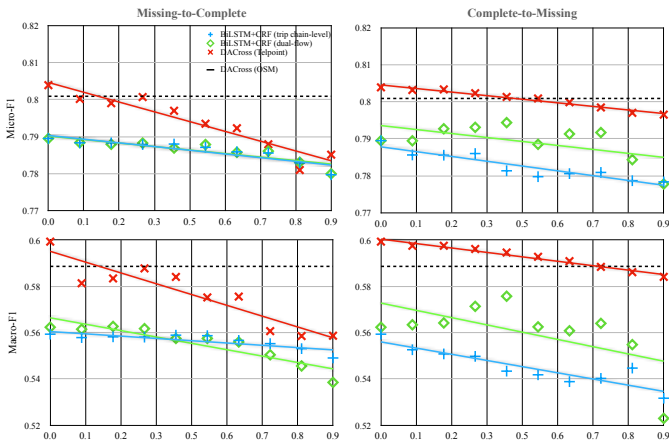 Missing-to-Complete
Complete-to-Missing
BiLSTM+CRF (trip chain-level)
BiLSTM+CRF (dual-flow)
DACross (Telpoint)
DACross (OSM)
Micro-F1
0.82
0.81
0.8
0.79
0.78
0.77
0.0 0.1 0.2 0.3 0.4 0.5 0.6 0.7 0.8 0.9
0.82
0.81
0.8
0.79
0.78
0.77
0.0 0.1 0.2 0.3 0.4 0.5 0.6 0.7 0.8 0.9
Macro-F1
0.6
0.58
0.56
0.54
0.52
0.0 0.1 0.2 0.3 0.4 0.5 0.6 0.7 0.8 0.9
0.6
0.58
0.56
0.54
0.52
0.0 0.1 0.2 0.3 0.4 0.5 0.6 0.7 0.8 0.9